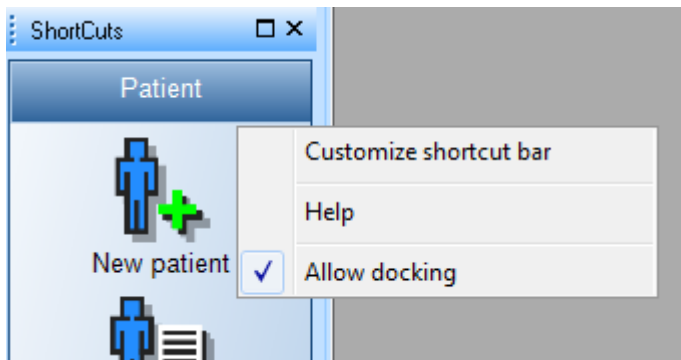 ShortCuts
Patient
New patient
Customize shortcut bar
Help
Allow docking